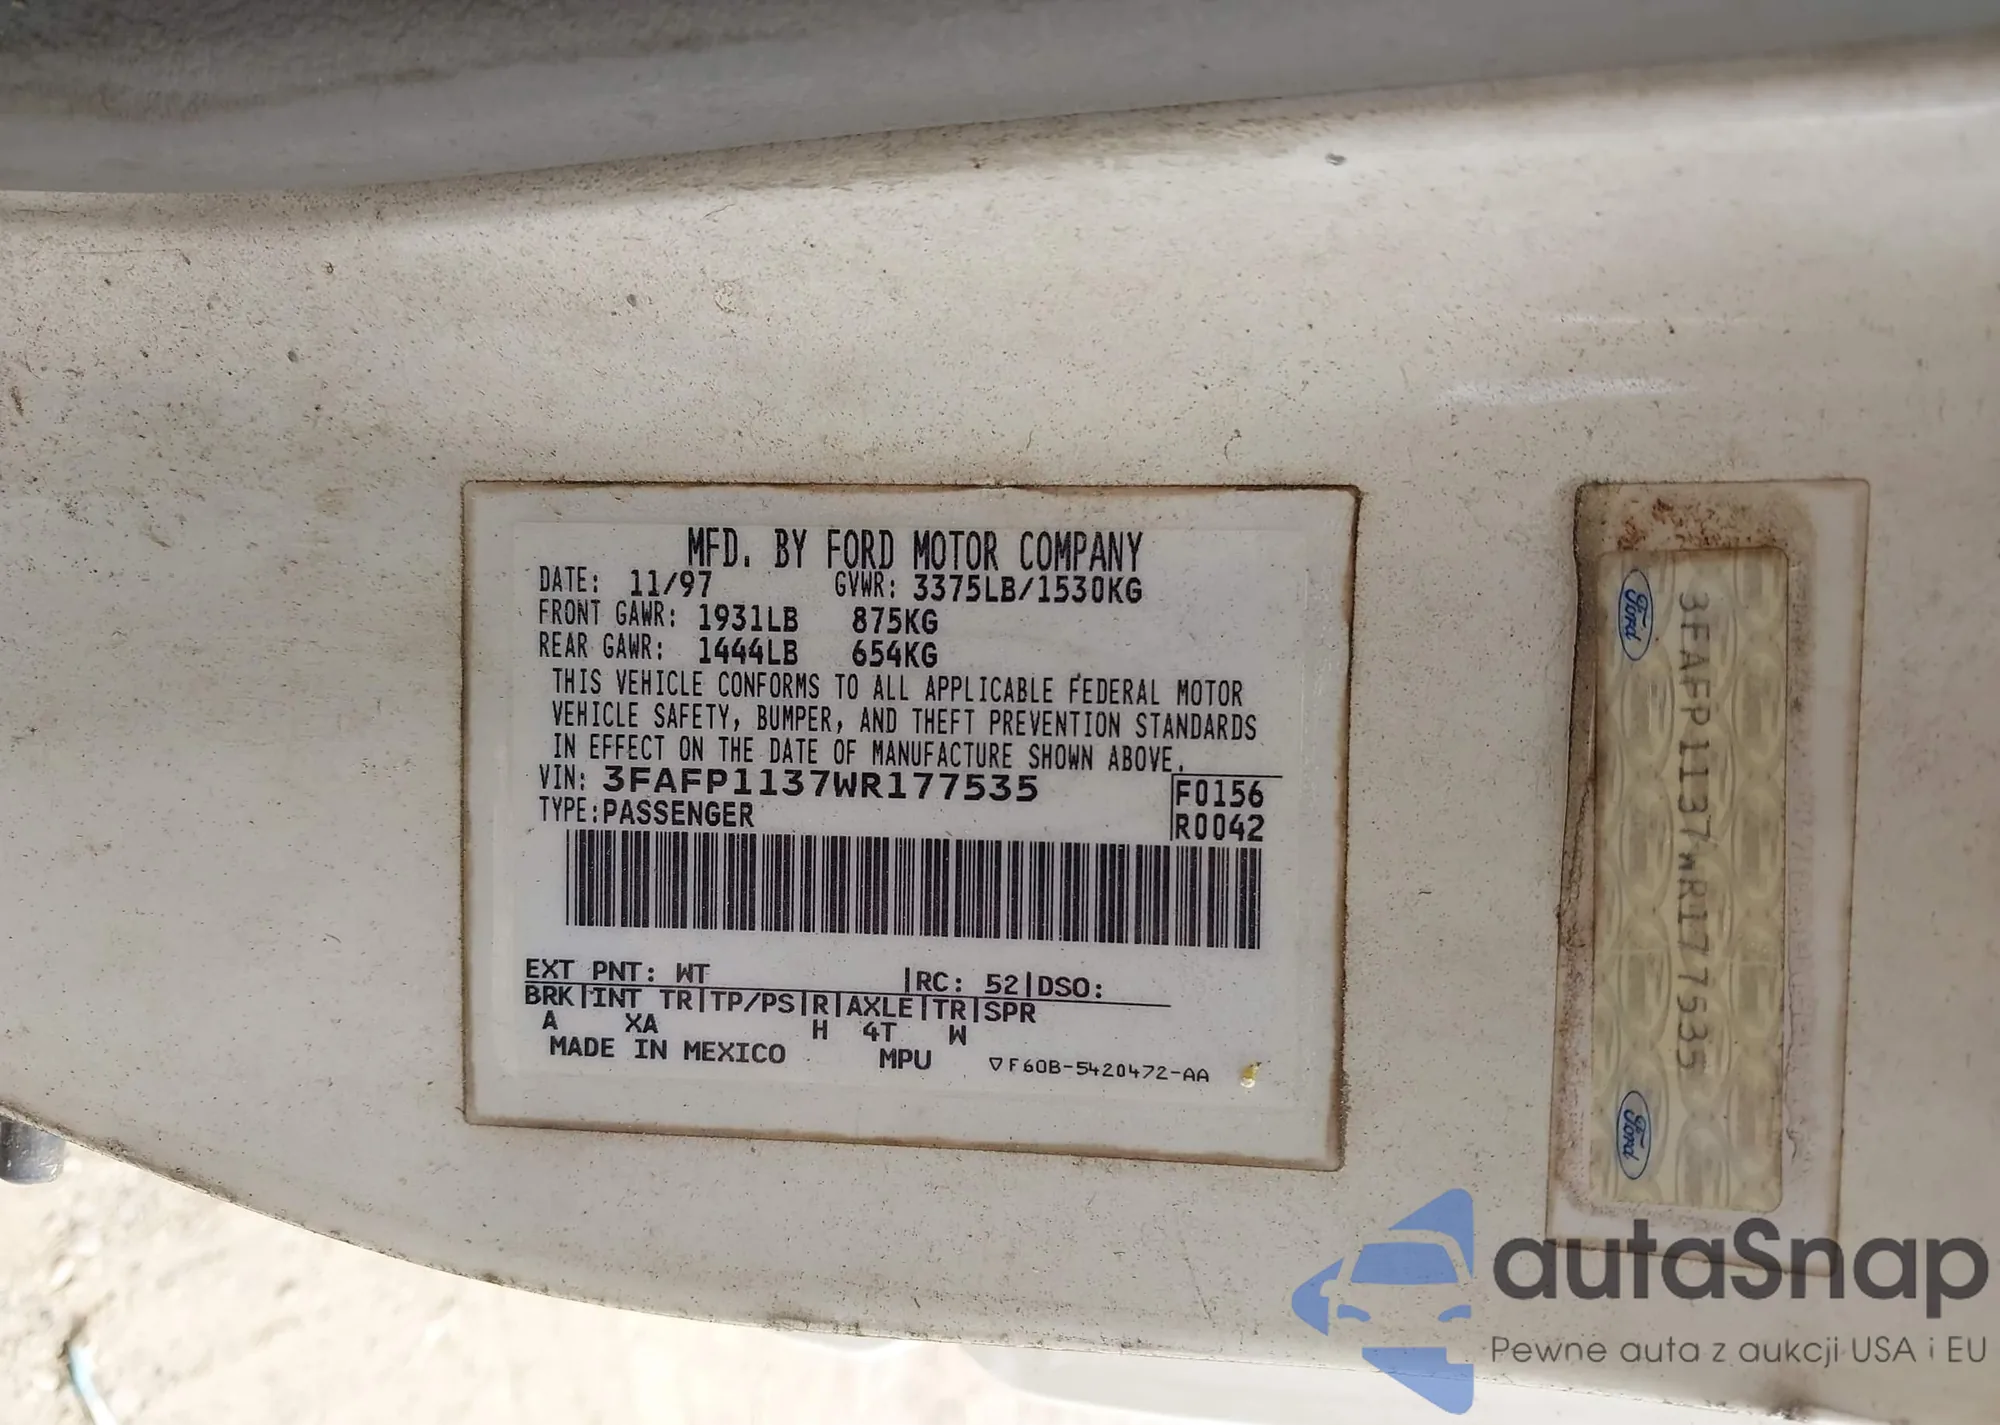 MFD. BY FORD MOTOR COMPANY
DATE: 11/97 GVWR: 3375LB/1530KG
FRONT GAWR: 1931LB 875KG
REAR GAWR: 1444LB 654KG
THIS VEHICLE CONFORMS TO ALL APPLICABLE FEDERAL MOTOR
VEHICLE SAFETY, BUMPER, AND THEFT PREVENTION STANDARDS
IN EFFECT ON THE DATE OF MANUFACTURE SHOWN ABOVE.
VIN: 3FAFP1137WR177535 F0156
TYPE:PASSENGER R0042
EXT PNT: WT |RC: 52|DSO:
BRK|INT TR|TP/PS|R|AXLE|TR|SPR
A XA H 4T W
MADE IN MEXICO MPU ▽F60B-5420472-AA
Ford
3FAFP1137WR177535
Ford
autaSnap
Pewne auta z aukcji USA i EU